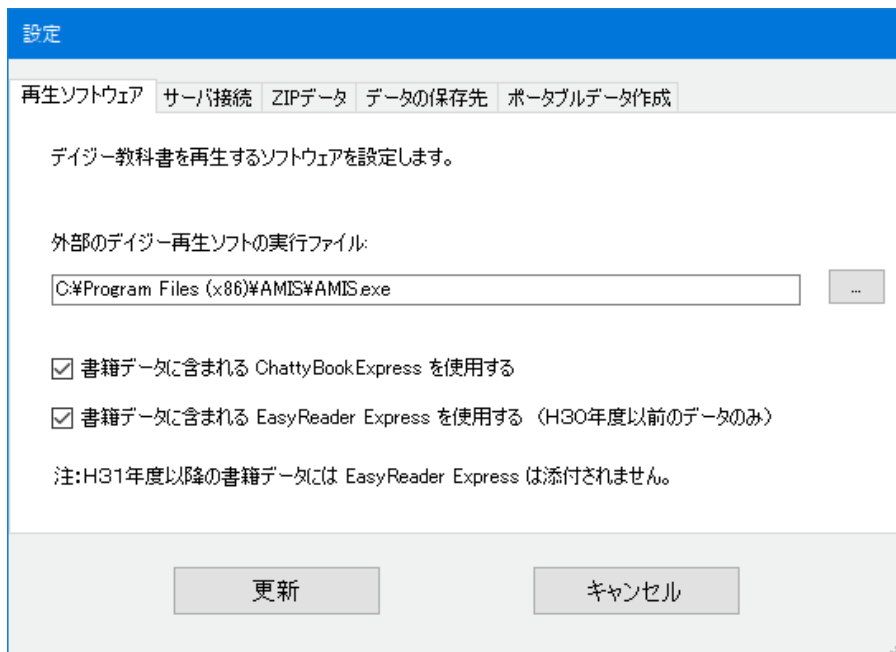 設定
再生ソフトウェア サーバ接続 ZIPデータ データの保存先 ポータブルデータ作成
デイジー教科書を再生するソフトウェアを設定します。
外部のデイジー再生ソフトの実行ファイル:
C:¥Program Files (x86)¥AMIS¥AMIS.exe ...
書籍データに含まれる ChattyBookExpress を使用する
書籍データに含まれる EasyReader Express を使用する (H30年度以前のデータのみ)
注:H31年度以降の書籍データには EasyReader Express は添付されません。
更新 キャンセル